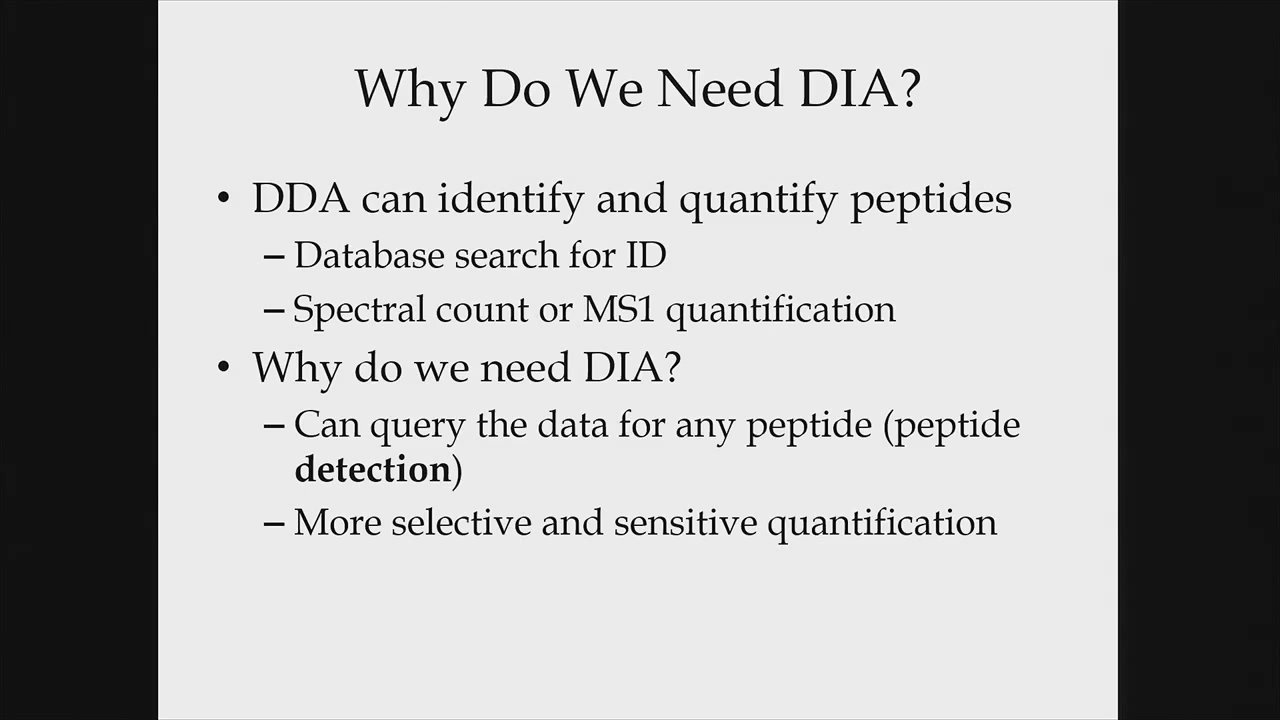 Why Do We Need DIA?
• DDA can identify and quantify peptides
– Database search for ID
– Spectral count or MS1 quantification
• Why do we need DIA?
– Can query the data for any peptide (peptide
detection)
– More selective and sensitive quantification